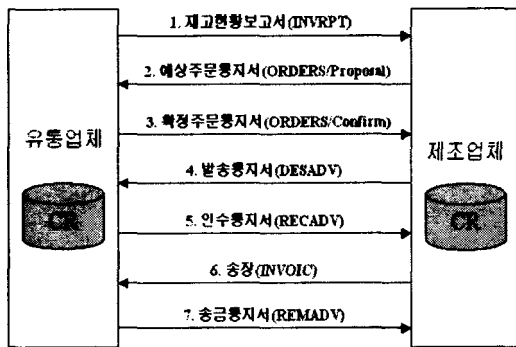 1. 재고현황보고서(INVRPT)
2. 예상주문통지서(ORDERS/Proposal)
3. 확정주문통지서(ORDERS/Confirm)
유통업체
제조업체
4. 발송통지서(DESADV)
CR
CR
5. 인수통지서(RECADV)
6. 송장(INVOIC)
7. 송금통지서(REMADV)